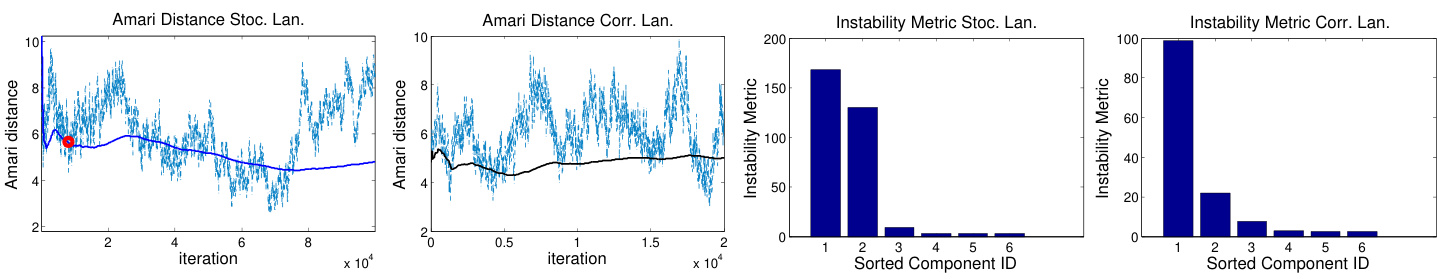 Amari Distance Stoc. Lan.
Amari distance
10
8
6
4
2
2 4 6 8
iteration
x 10^4
Amari Distance Corr. Lan.
Amari distance
10
8
6
4
2
0 0.5 1 1.5 2
iteration
x 10^4
Instability Metric Stoc. Lan.
Instability Metric
200
150
100
50
0
1 2 3 4 5 6
Sorted Component ID
Instability Metric Corr. Lan.
Instability Metric
100
80
60
40
20
0
1 2 3 4 5 6
Sorted Component ID